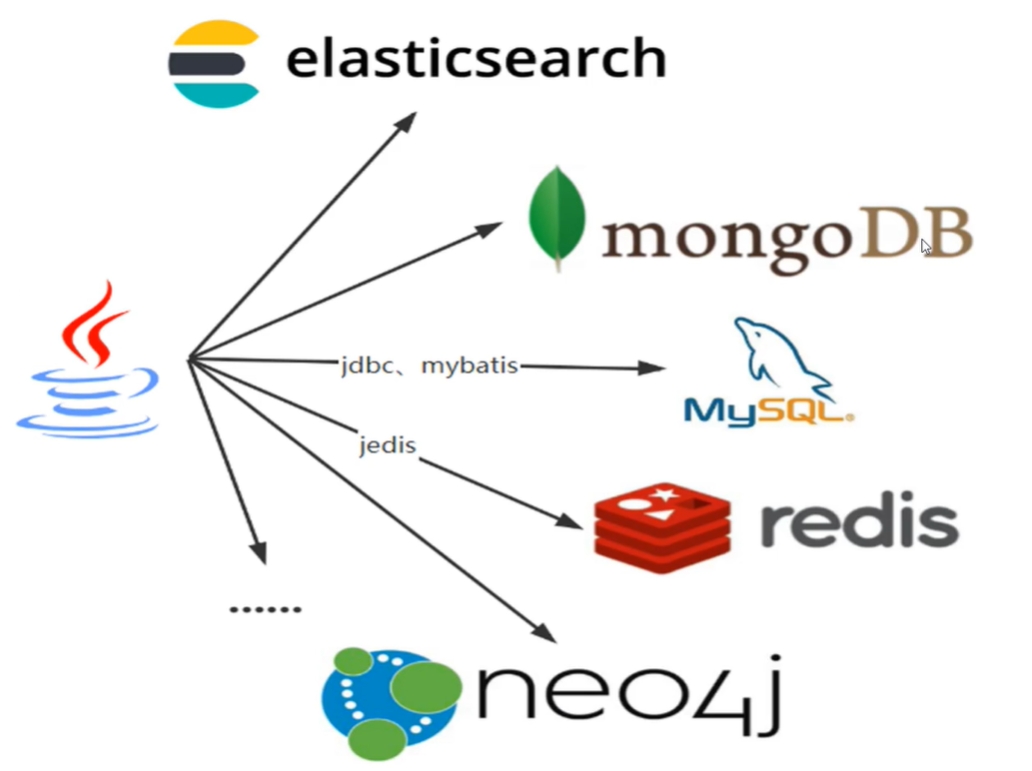 elasticsearch
mongoDB
jdbc、mybatis
MySQL®
jedis
redis
......
neo4j